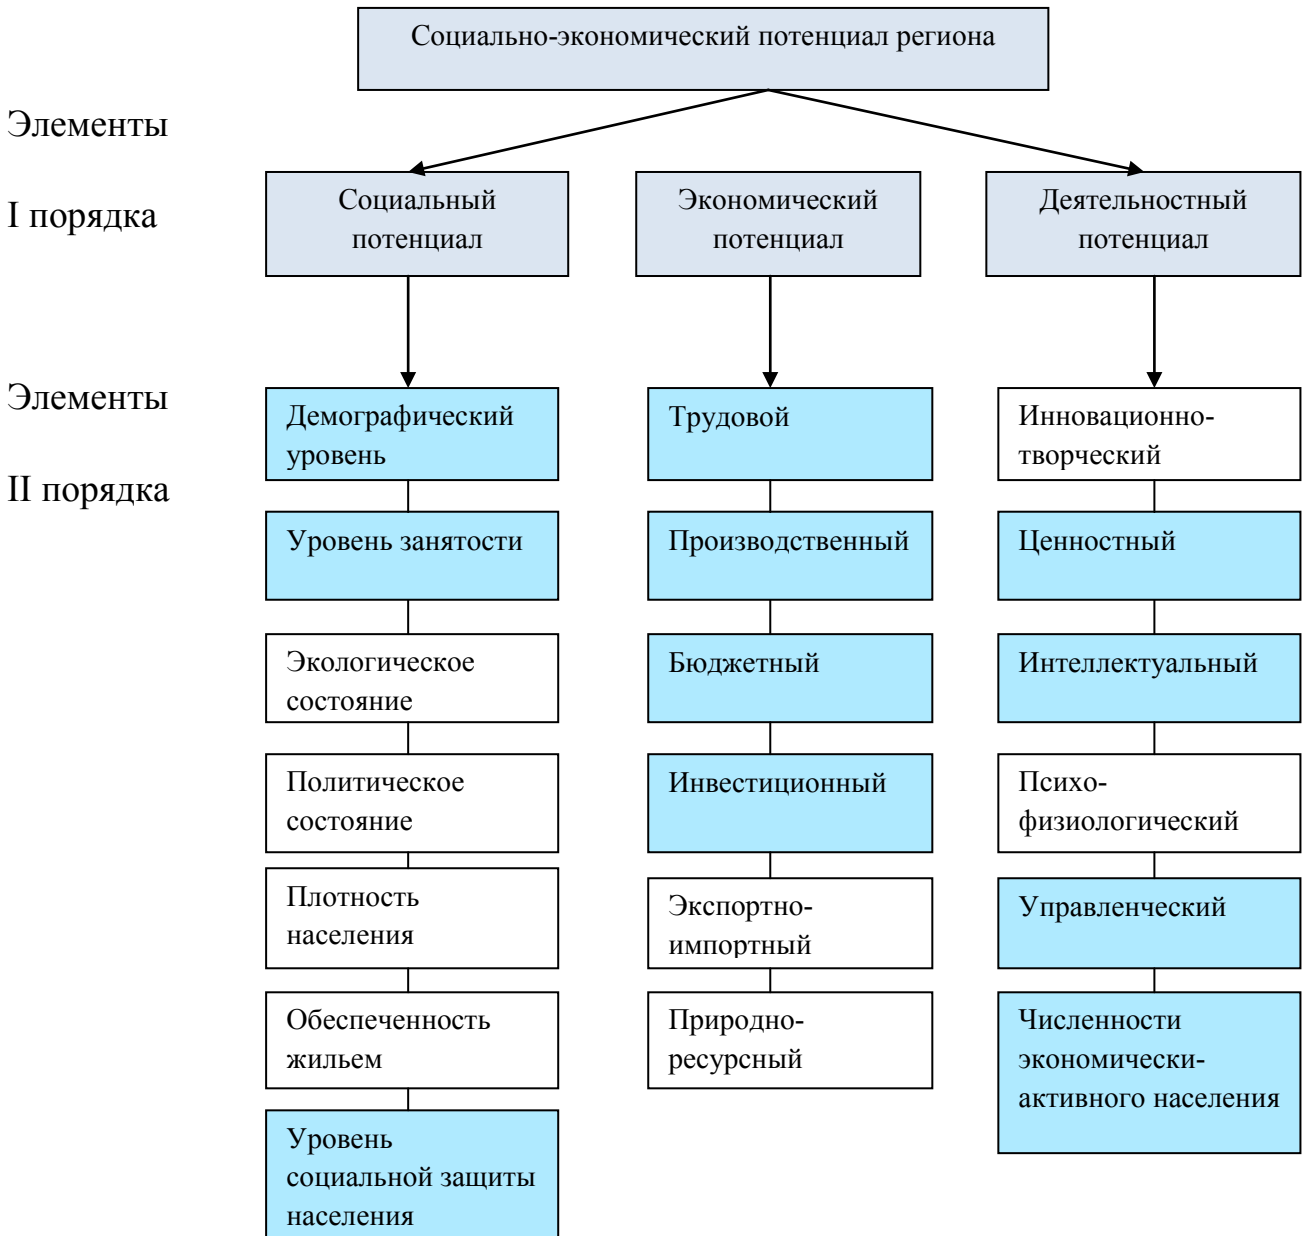 Социально-экономический потенциал региона
Элементы
I порядка
Социальный
потенциал
Экономический
потенциал
Деятельностный
потенциал
Элементы
II порядка
Демографический
уровень
Уровень занятости
Экологическое
состояние
Политическое
состояние
Плотность
населения
Обеспеченность
жильем
Уровень
социальной защиты
населения
Трудовой
Производственный
Бюджетный
Инвестиционный
Экспортно-
импортный
Природно-
ресурсный
Инновационно-
творческий
Ценностный
Интеллектуальный
Психо-
физиологический
Управленческий
Численности
экономически-
активного населения